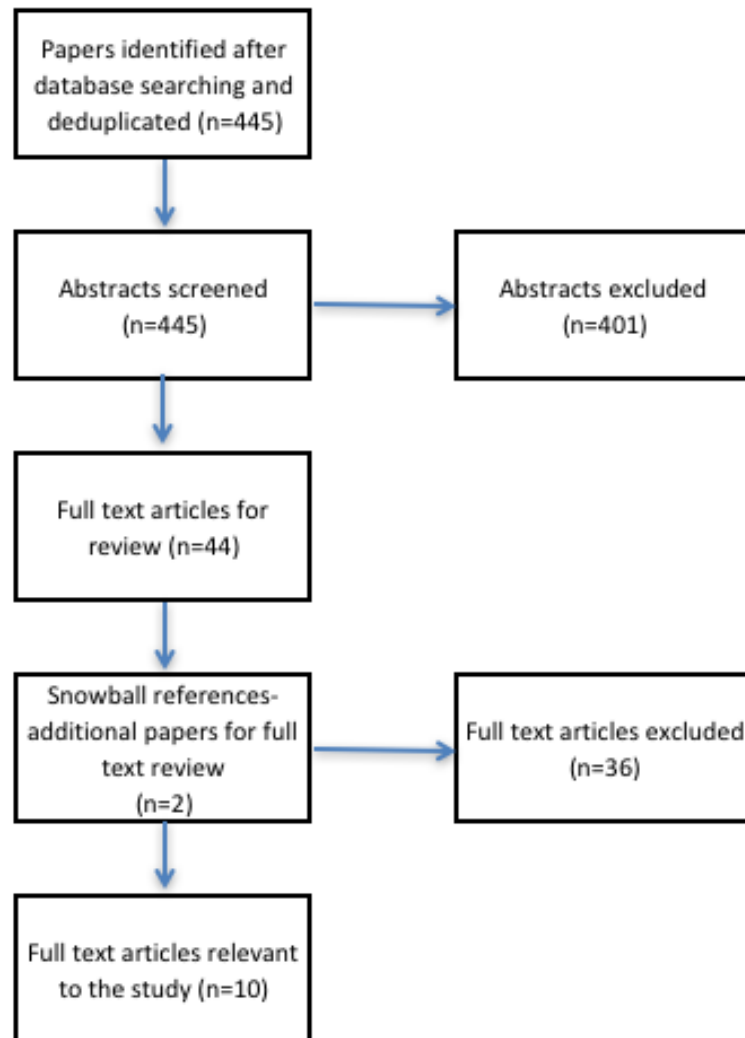 Papers identified after
database searching and
deduplicated (n=445)
Abstracts screened
(n=445)
Abstracts excluded
(n=401)
Full text articles for
review (n=44)
Snowball references-
additional papers for full
text review
(n=2)
Full text articles excluded
(n=36)
Full text articles relevant
to the study (n=10)